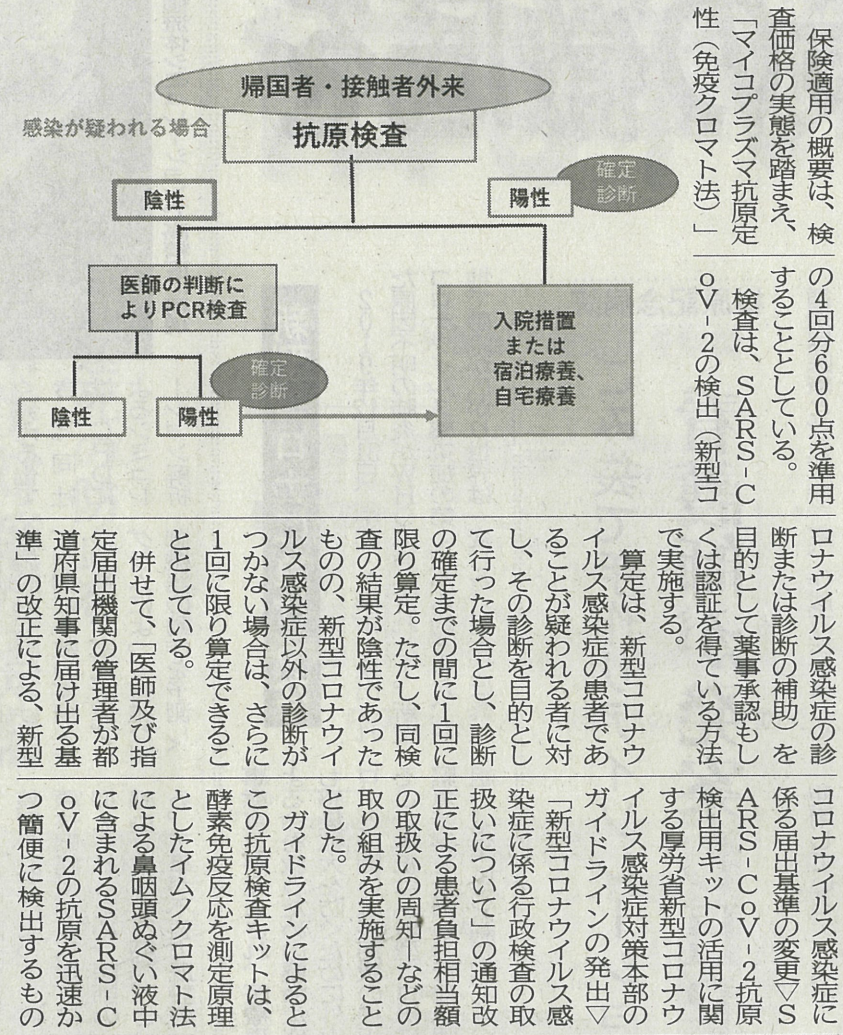 保険適用の概要は、検
査価格の実態を踏まえ、
「マイコプラズマ抗原定
性（免疫クロマト法）」
の4回分600点を準用
することとしている。
検査は、SARS-C
oV-2の検出（新型コ
帰国者・接触者外来
感染が疑われる場合
抗原検査
陰性
陽性
確定
診断
医師の判断に
よりPCR検査
入院措置
または
宿泊療養、
自宅療養
確定
診断
陰性
陽性
ロナウイルス感染症の診
断または診断の補助）を
目的として薬事承認もし
くは認証を得ている方法
で実施する。
算定は、新型コロナウ
イルス感染症の患者であ
ることが疑われる者に対
し、その診断を目的とし
て行った場合とし、診断
の確定までの間に1回に
限り算定。ただし、同検
査の結果が陰性であった
ものの、新型コロナウイ
ルス感染症以外の診断が
つかない場合は、さらに
1回に限り算定できるこ
ととしている。
併せて、「医師及び指
定届出機関の管理者が都
道府県知事に届け出る基
準」の改正による、新型
コロナウイルス感染症に
係る届出基準の変更▽S
ARS-CoV-2抗原
検出用キットの活用に関
する厚労省新型コロナウ
イルス感染症対策本部の
ガイドラインの発出▽
「新型コロナウイルス感
染症に係る行政検査の取
扱いについて」の通知改
正による患者負担相当額
の取扱いの周知―などの
取り組みを実施すること
とした。
ガイドラインによると
この抗原検査キットは、
酵素免疫反応を測定原理
としたイムノクロマト法
による鼻咽頭ぬぐい液中
に含まれるSARS-C
oV-2の抗原を迅速か
つ簡便に検出するもの